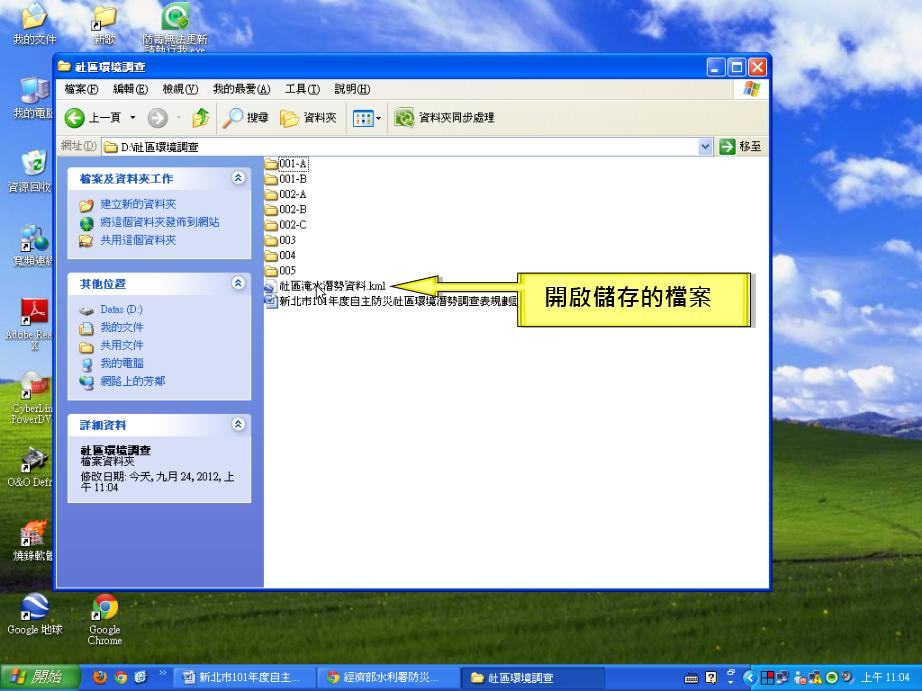 我的文件
新歌
防毒無法更新
請執行我.exe
社區環境調查
檔案(F) 編輯(E) 檢視(V) 我的最愛(A) 工具(T) 說明(H)
上一頁 搜尋 資料夾 資料夾同步處理
網址(D) D:\社區環境調查 移至
我的電腦
資源回收
寬頻連
Adobe Rea
X
CyberLin
PowerDV
O&O Defr
燒錄軟體
Google 地球
Google
Chrome
檔案及資料夾工作
建立新的資料夾
將這個資料夾發佈到網站
共用這個資料夾
其他位置
Datas (D:)
我的文件
共用文件
我的電腦
網路上的芳鄰
詳細資料
社區環境調查
檔案資料夾
修改日期: 今天, 九月 24, 2012, 上
午 11:04
001-A
001-B
002-A
002-B
002-C
003
004
005
社區淹水潛勢資料.kml
新北市101年度自主防災社區環境潛勢調查表規劃
開啟儲存的檔案
開始
新北市101年度自主...
經濟部水利署防災...
社區環境調查
上午 11:04